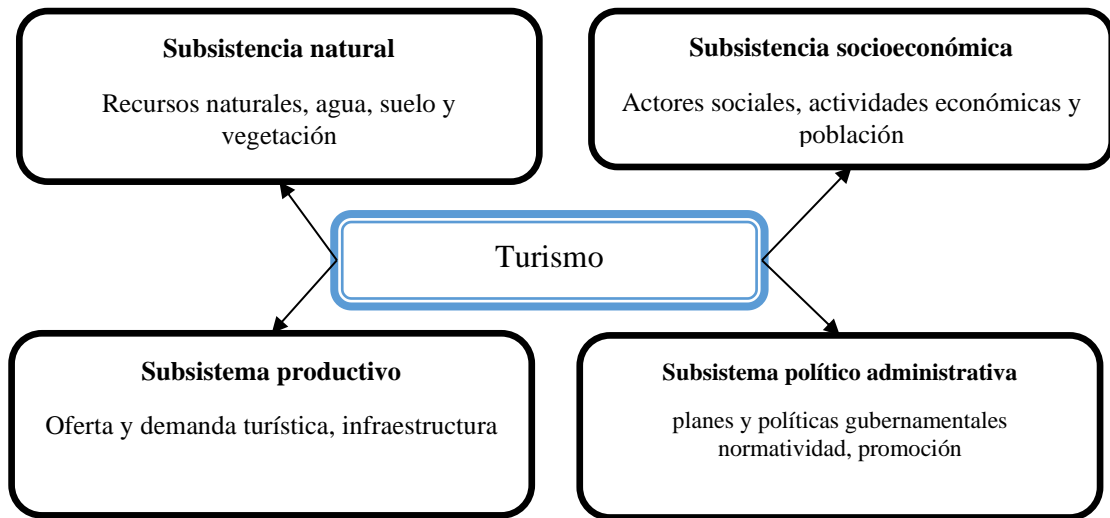 Subsistencia natural
Recursos naturales, agua, suelo y
vegetación
Subsistencia socioeconómica
Actores sociales, actividades económicas y
población
Turismo
Subsistema productivo
Oferta y demanda turística, infraestructura
Subsistema político administrativa
planes y políticas gubernamentales
normatividad, promoción